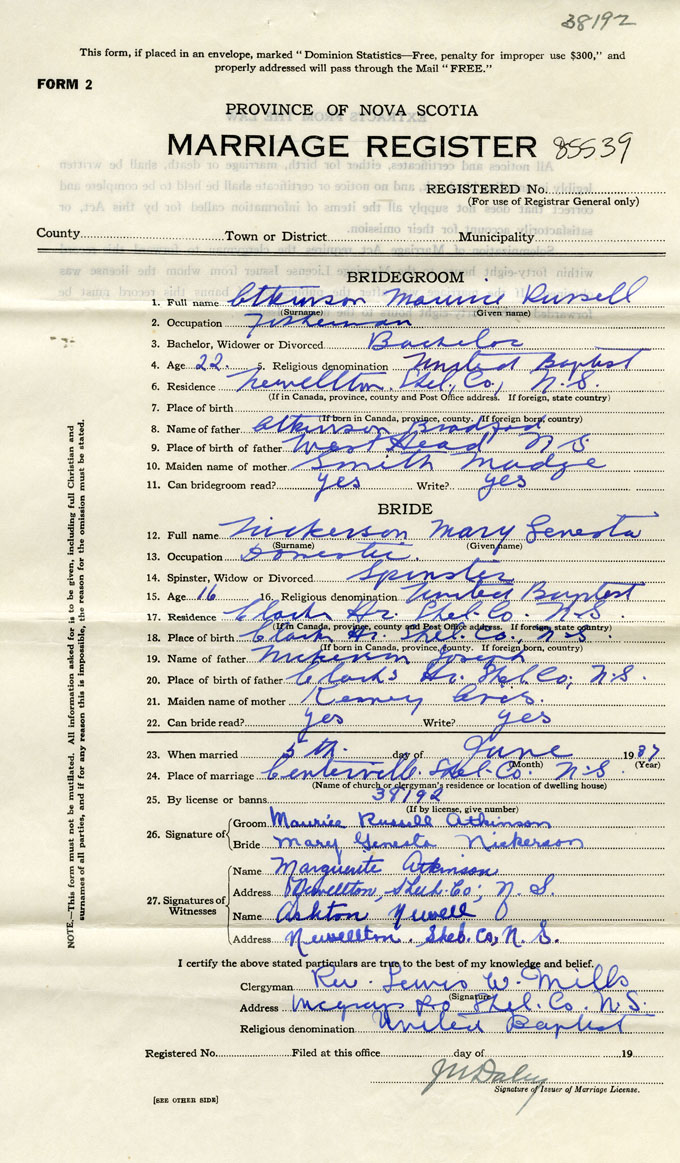 38192
This form, if placed in an envelope, marked "Dominion Statistics—Free, penalty for improper use $300," and
properly addressed will pass through the Mail "FREE."
FORM 2
PROVINCE OF NOVA SCOTIA
MARRIAGE REGISTER 85539
REGISTERED No.
(For use of Registrar General only)
County Town or District Municipality
BRIDEGROOM
1. Full name Atkinson Maurice Russell
(Surname) (Given name)
2. Occupation Fisherman
3. Bachelor, Widower or Divorced Bachelor
4. Age 22. 5. Religious denomination United Baptist
6. Residence Newellton. Shel. Co., N.S.
(If in Canada, province, county and Post Office address. If foreign, state country)
7. Place of birth
(If born in Canada, province, county. If foreign born, country)
8. Name of father Atkinson Bradford
9. Place of birth of father West Head N S
10. Maiden name of mother Smith Madge
11. Can bridegroom read? yes Write? yes
BRIDE
12. Full name Nickerson Mary Genesta
(Surname) (Given name)
13. Occupation Domestic.
14. Spinster, Widow or Divorced Spinster
15. Age 16 16. Religious denomination United Baptist
17. Residence Clarks Hr. Shel. Co. N.S.
(If in Canada, province, county and Post Office address. If foreign, state country)
18. Place of birth Clarks Hr. Shel. Co., N.S.
(If born in Canada, province, county. If foreign born, country)
19. Name of father Nickerson Joseph
20. Place of birth of father Clarks Hr. Shel. Co; N.S.
21. Maiden name of mother Kenney
22. Can bride read? yes Write? yes
23. When married 5th. day of June 1937
(Month) (Year)
24. Place of marriage Centerville. Shel. Co. N.S.
(Name of church or clergyman's residence or location of dwelling house)
25. By license or banns 38192
(If by license, give number)
26. Signature of Groom Maurice Russell Atkinson
Bride Mary Genesta Nickerson
27. Signatures of Witnesses Name Marguerite Atkinson
Address Newellton, Shelb. Co; N.S.
Name Ashton Newell
Address Newellton. Shelb. Co, N.S.
I certify the above stated particulars are true to the best of my knowledge and belief.
Clergyman Rev. Lewis W. Mills
(Signature)
Address Shel. Co. N.S.
Religious denomination United Baptist
Registered No. Filed at this office day of 19
Signature of Issuer of Marriage License.
[SEE OTHER SIDE]
NOTE.—This form must not be mutilated. All information asked for is to be given, including full Christian and
surnames of all parties, and if for any reason this is impossible, the reason for the omission must be stated.